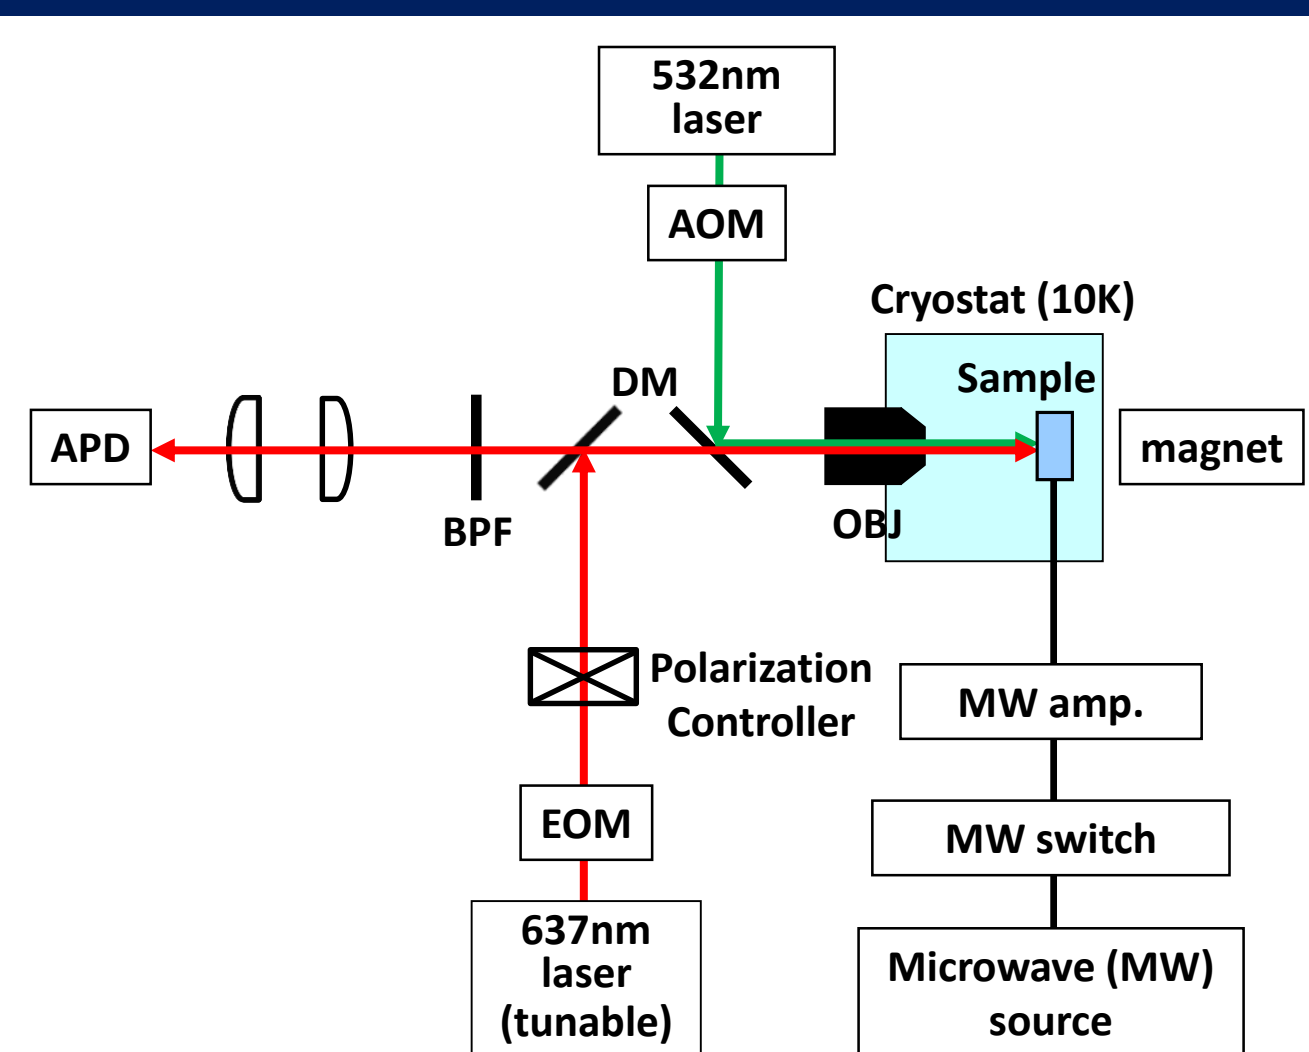 532nm
laser
AOM
Cryostat (10K)
DM
Sample
APD
magnet
BPF
OBJ
Polarization
Controller
MW amp.
EOM
MW switch
637nm
laser
(tunable)
Microwave (MW)
source